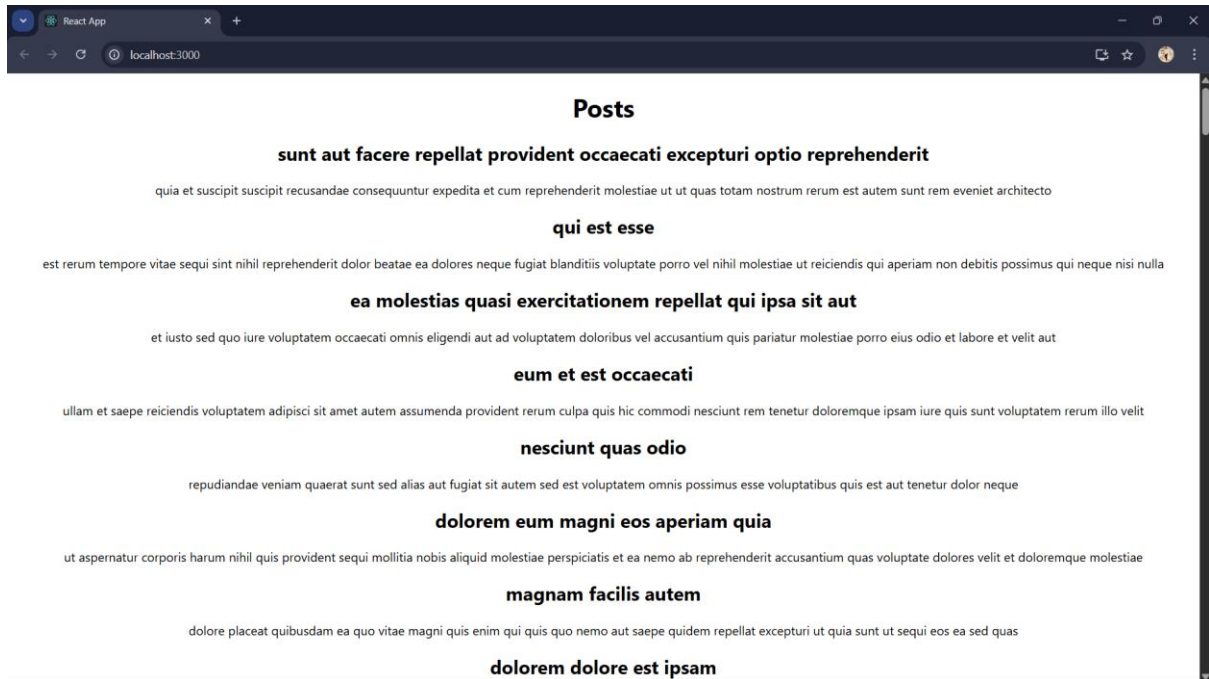 React App
localhost:3000
Posts
sunt aut facere repellat provident occaecati excepturi optio reprehenderit
quia et suscipit suscipit recusandae consequuntur expedita et cum reprehenderit molestiae ut ut quas totam nostrum rerum est autem sunt rem eveniet architecto
qui est esse
est rerum tempore vitae sequi sint nihil reprehenderit dolor beatae ea dolores neque fugiat blanditiis voluptate porro vel nihil molestiae ut reiciendis qui aperiam non debitis possimus qui neque nisi nulla
ea molestias quasi exercitationem repellat qui ipsa sit aut
et iusto sed quo iure voluptatem occaecati omnis eligendi aut ad voluptatem doloribus vel accusantium quis pariatur molestiae porro eius odio et labore et velit aut
eum et est occaecati
ullam et saepe reiciendis voluptatem adipisci sit amet autem assumenda provident rerum culpa quis hic commodi nesciunt rem tenetur doloremque ipsam iure quis sunt voluptatem rerum illo velit
nesciunt quas odio
repudiandae veniam quaerat sunt sed alias aut fugiat sit autem sed est voluptatem omnis possimus esse voluptatibus quis est aut tenetur dolor neque
dolorem eum magni eos aperiam quia
ut aspernatur corporis harum nihil quis provident sequi mollitia nobis aliquid molestiae perspiciatis et ea nemo ab reprehenderit accusantium quas voluptate dolores velit et doloremque molestiae
magnam facilis autem
dolore placeat quibusdam ea quo vitae magni quis enim qui quis quo nemo aut saepe quidem repellat excepturi ut quia sunt ut sequi eos ea sed quas
dolorem dolore est ipsam